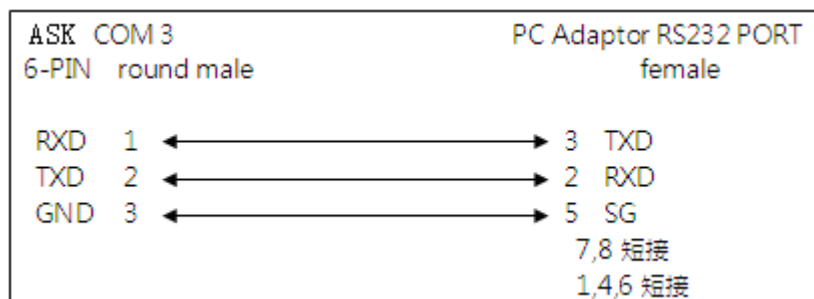 ASK COM 3 PC Adaptor RS232 PORT
6-PIN round male female
RXD 1 3 TXD
TXD 2 2 RXD
GND 3 5 SG
7,8 短接
1,4,6 短接